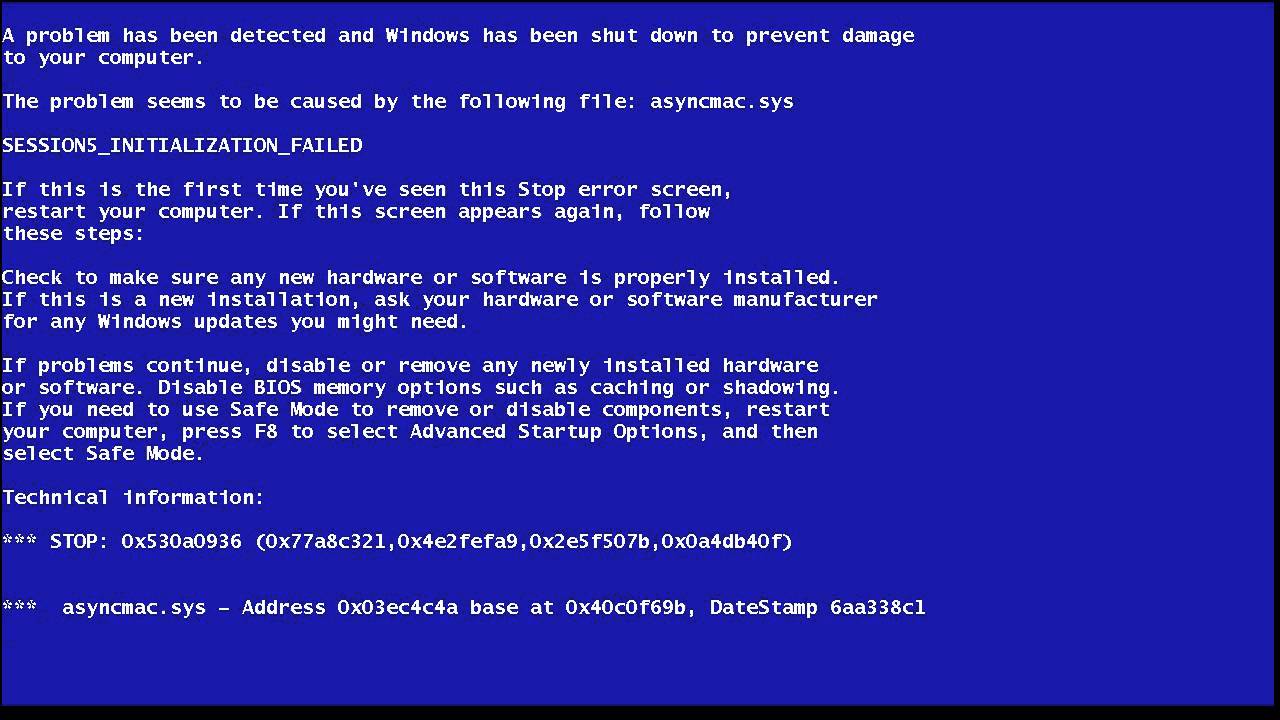 A problem has been detected and Windows has been shut down to prevent damage
to your computer.
The problem seems to be caused by the following file: asyncmac.sys
SESSION5_INITIALIZATION_FAILED
If this is the first time you've seen this Stop error screen,
restart your computer. If this screen appears again, follow
these steps:
Check to make sure any new hardware or software is properly installed.
If this is a new installation, ask your hardware or software manufacturer
for any Windows updates you might need.
If problems continue, disable or remove any newly installed hardware
or software. Disable BIOS memory options such as caching or shadowing.
If you need to use Safe Mode to remove or disable components, restart
your computer, press F8 to select Advanced Startup Options, and then
select Safe Mode.
Technical information:
*** STOP: 0x530a0936 (0x77a8c321,0x4e2fefa9,0x2e5f507b,0x0a4db40f)
***  asyncmac.sys – Address 0x03ec4c4a base at 0x40c0f69b, DateStamp 6aa338c1